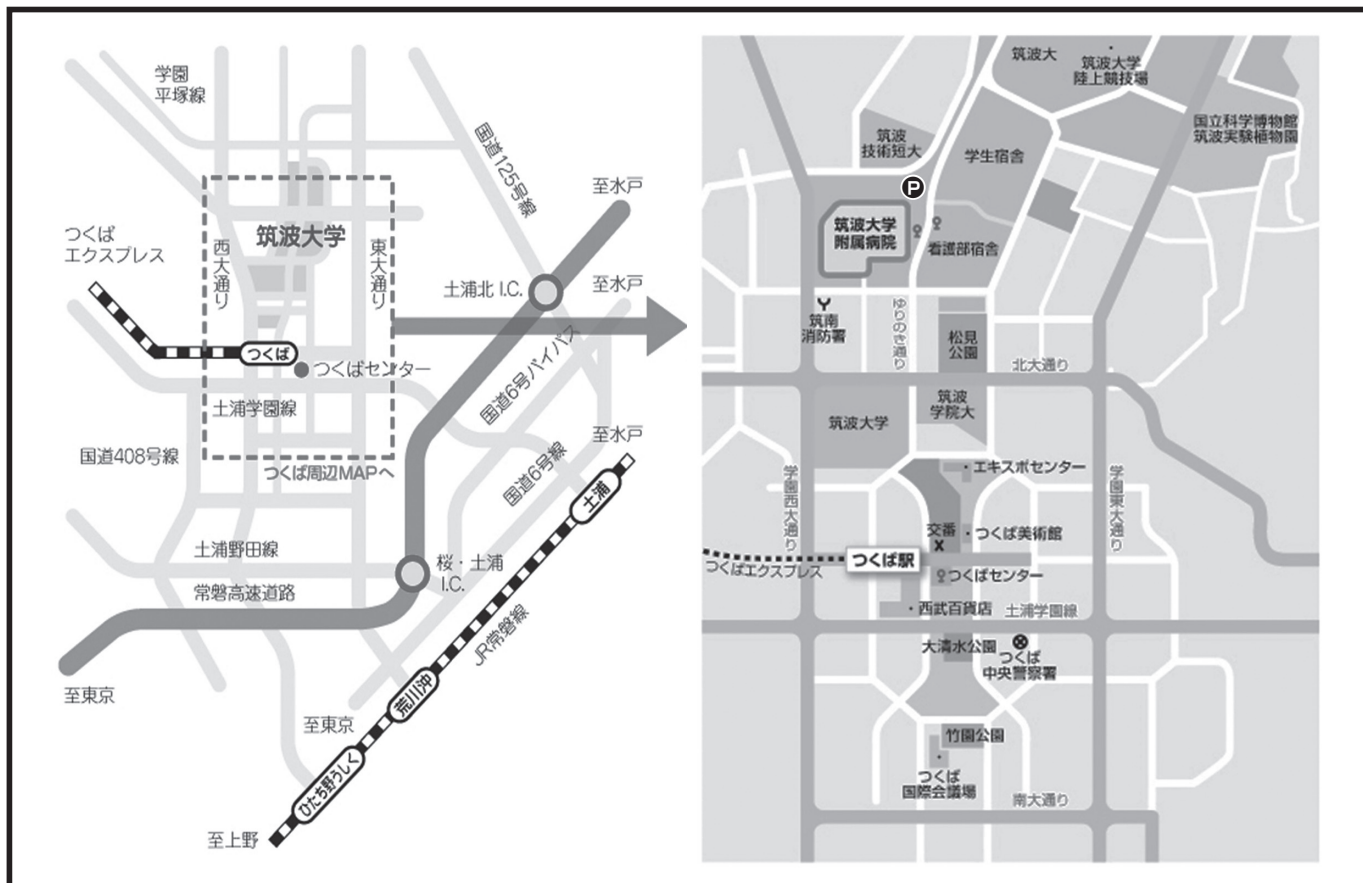 学園
平塚線
国道125号線
至水戸
つくば
エクスプレス
西大通り
筑波大学
東大通り
土浦北 I.C.
至水戸
つくば
つくばセンター
国道6号バイパス
土浦学園線
国道408号線
つくば周辺MAPへ
至水戸
国道6号線
土浦
土浦野田線
桜・土浦
I.C.
常磐高速道路
JR常磐線
至東京
荒川沖
至東京
ひたち野うしく
至上野
筑波大
筑波大学
陸上競技場
国立科学博物館
筑波実験植物園
筑波
技術短大
学生宿舎
P
筑波大学
附属病院
看護部宿舎
筑南
消防署
ゆりのき通り
松見
公園
北大通り
筑波大学
筑波
学院大
学園西大通り
エキスポセンター
学園東大通り
交番
つくば美術館
つくばエクスプレス
つくば駅
つくばセンター
西武百貨店
土浦学園線
大清水公園
つくば
中央警察署
竹園公園
つくば
国際会議場
南大通り